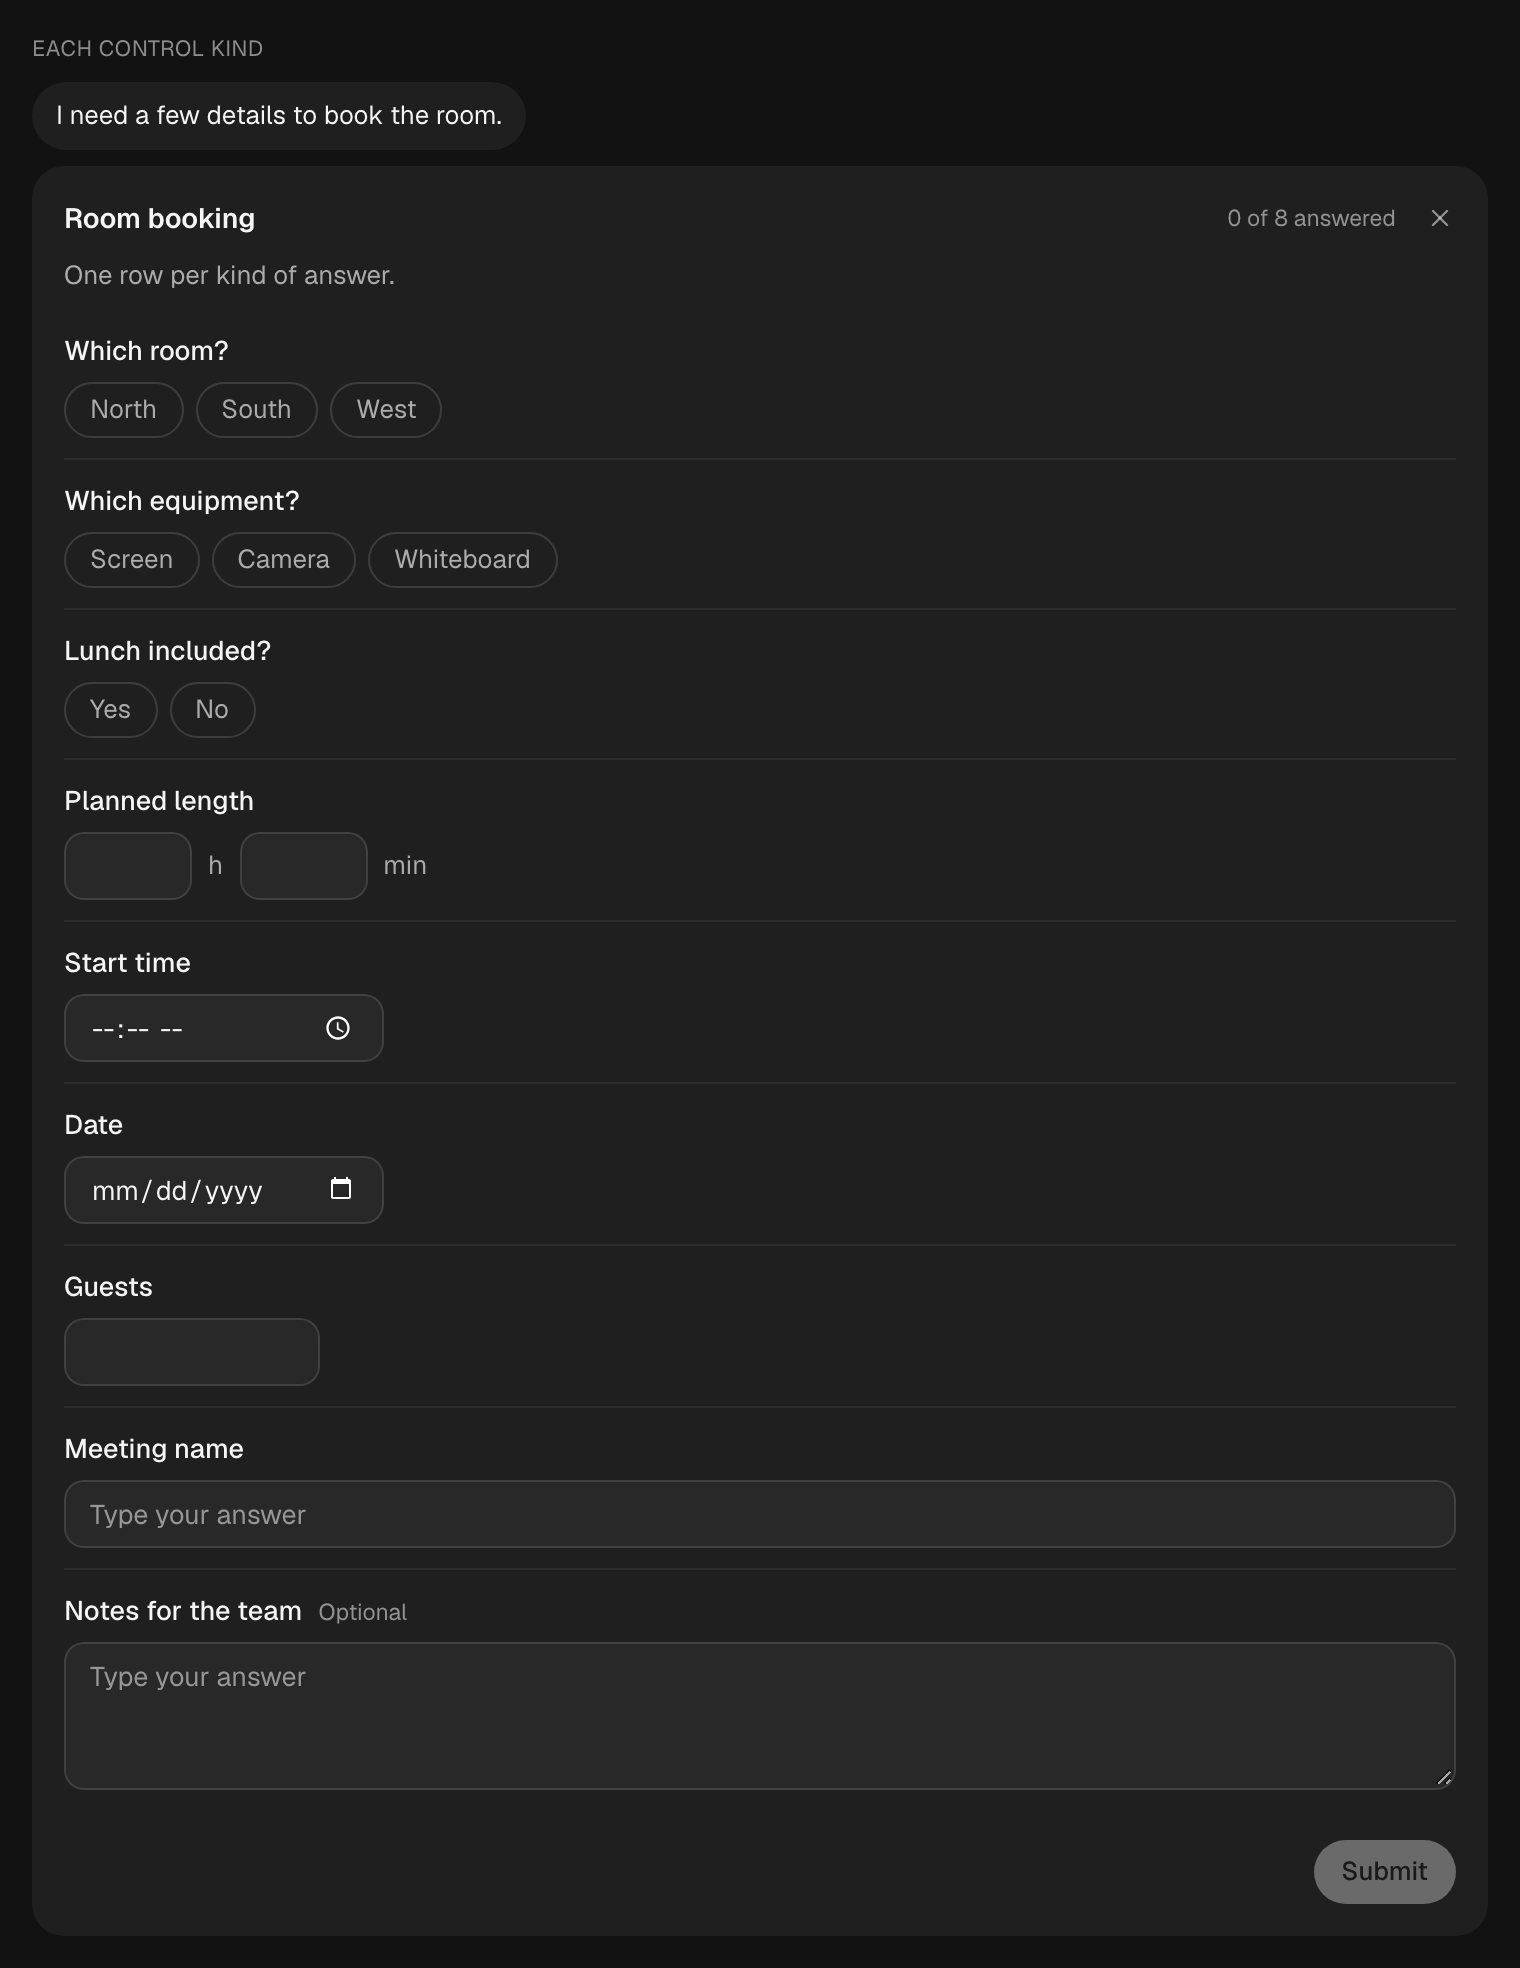 EACH CONTROL KIND
I need a few details to book the room.
Room booking
0 of 8 answered
One row per kind of answer.
Which room?
North South West
Which equipment?
Screen Camera Whiteboard
Lunch included?
Yes No
Planned length
h min
Start time
--:-- --
Date
mm/dd/yyyy
Guests
Meeting name
Type your answer
Notes for the team Optional
Type your answer
Submit